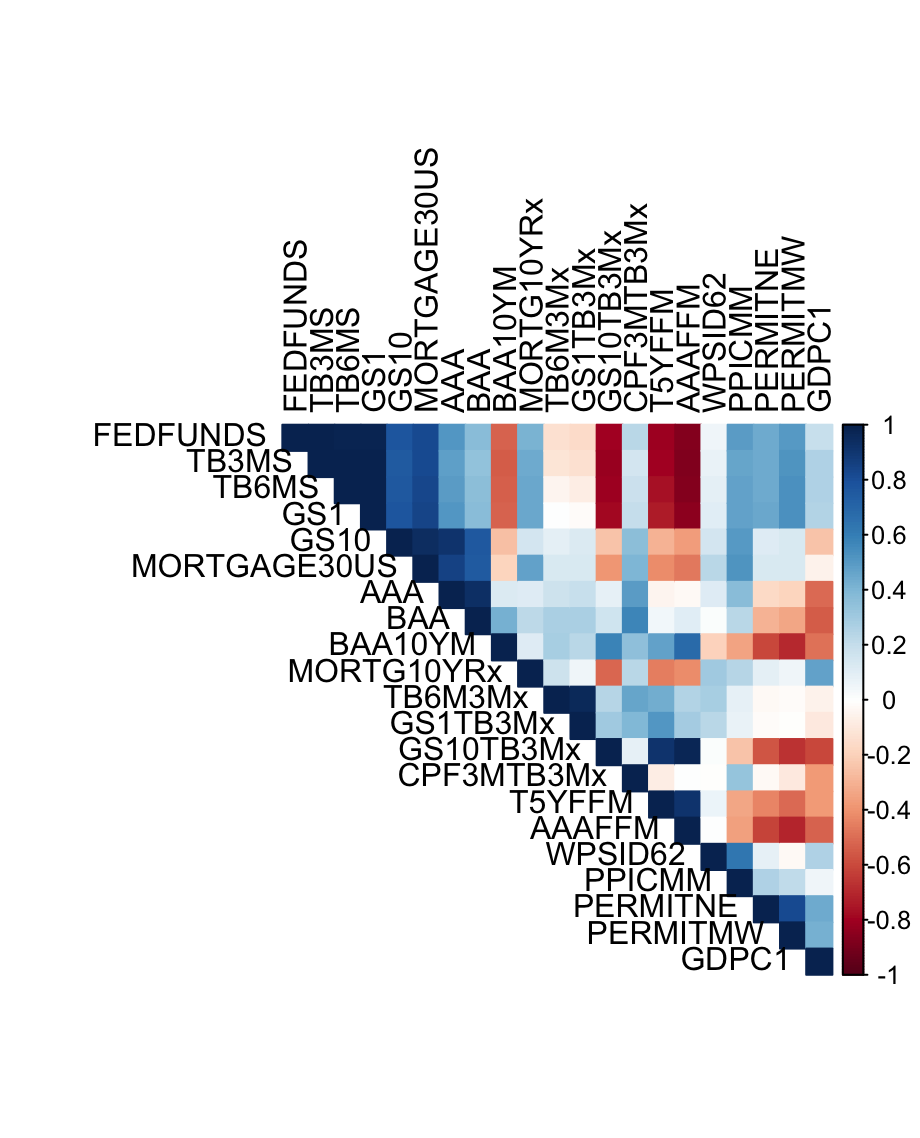 FEDFUNDS
TB3MS
TB6MS
GS1
GS10
MORTGAGE30US
AAA
BAA
BAA10YM
MORTG10YRx
TB6M3Mx
GS1TB3Mx
GS10TB3Mx
CPF3MTB3Mx
T5YFFM
AAAFFM
WPSID62
PPICMM
PERMITNE
PERMITMW
GDPC1
FEDFUNDS
TB3MS
TB6MS
GS1
GS10
MORTGAGE30US
AAA
BAA
BAA10YM
MORTG10YRx
TB6M3Mx
GS1TB3Mx
GS10TB3Mx
CPF3MTB3Mx
T5YFFM
AAAFFM
WPSID62
PPICMM
PERMITNE
PERMITMW
GDPC1
1
0.8
0.6
0.4
0.2
0
-0.2
-0.4
-0.6
-0.8
-1